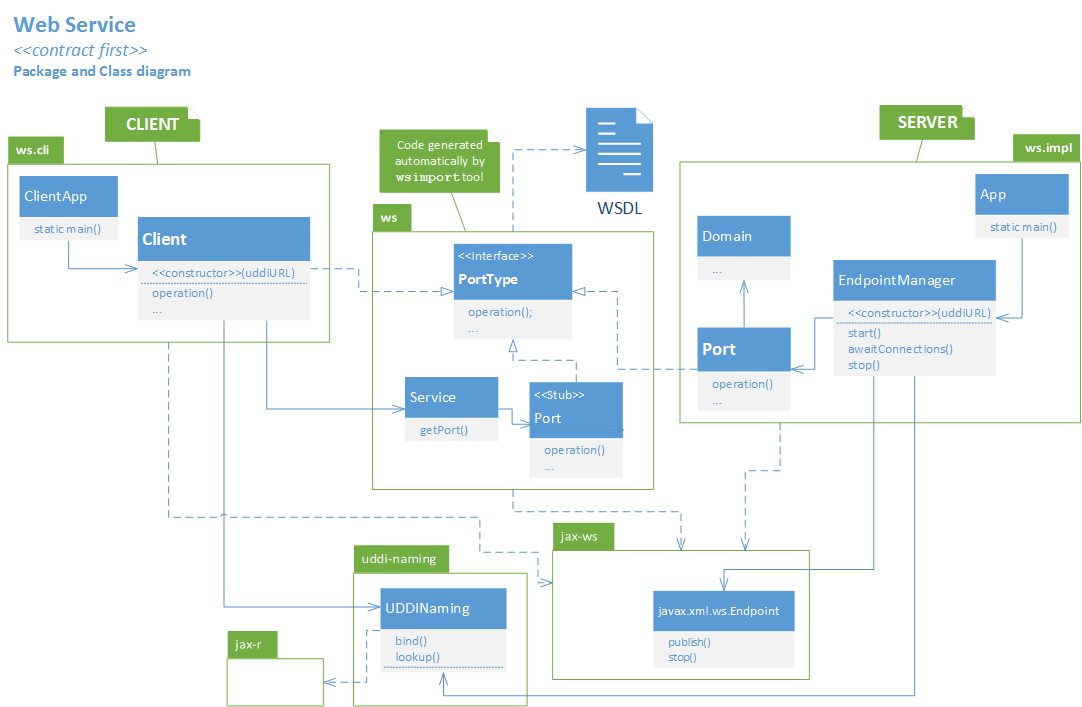 Web Service
<<contract first>>
Package and Class diagram
CLIENT
ws.cli
ClientApp
static main()
Client
<<constructor>>(uddiURL)
operation()
...
Code generated
automatically by
wsimport tool
WSDL
ws
<<Interface>>
PortType
operation();
...
Service
getPort()
<<Stub>>
Port
operation()
...
SERVER
ws.impl
App
static main()
Domain
...
EndpointManager
<<constructor>>(uddiURL)
start()
awaitConnections()
stop()
Port
operation()
...
uddi-naming
UDDINaming
bind()
lookup()
jax-r
jax-ws
javax.xml.ws.Endpoint
publish()
stop()